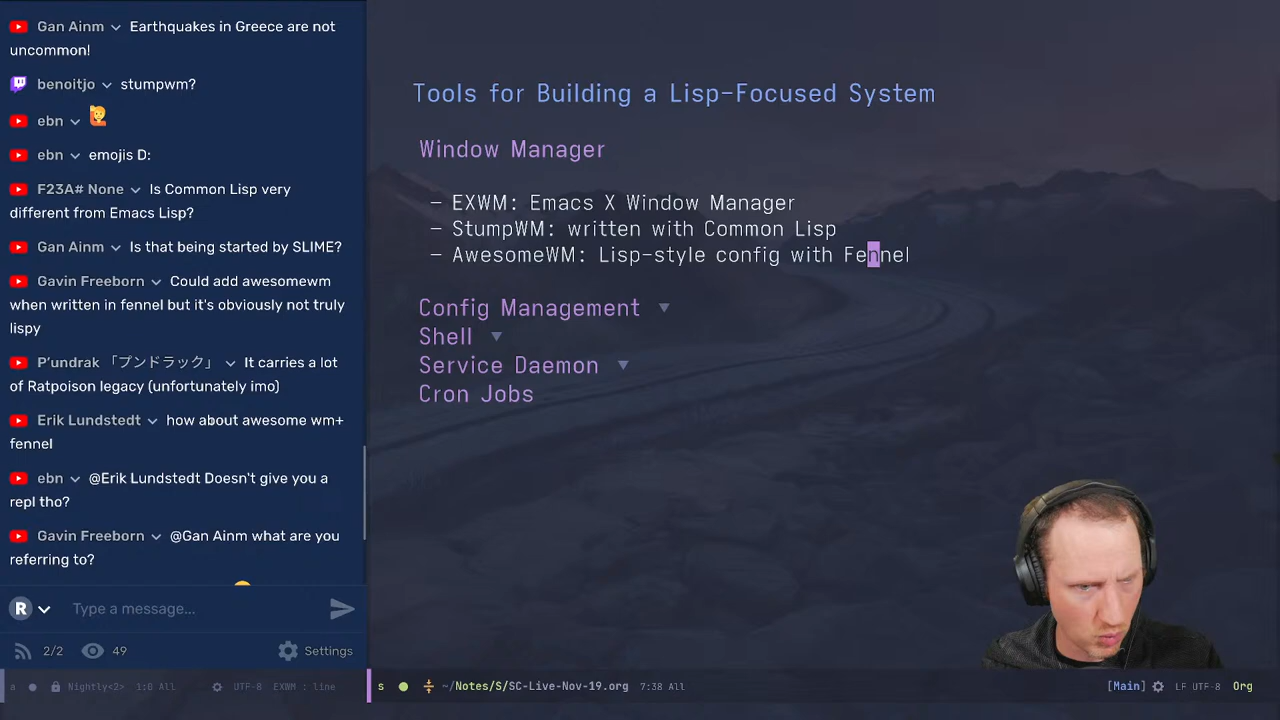 Gan Ainm Earthquakes in Greece are not
uncommon!
benoitjo stumpwm?
ebn
ebn emojis D:
F23A# None Is Common Lisp very
different from Emacs Lisp?
Gan Ainm Is that being started by SLIME?
Gavin Freeborn Could add awesomewm
when written in fennel but it's obviously not truly
lispy
P'undrak 「プンドラック」 It carries a lot
of Ratpoison legacy (unfortunately imo)
Erik Lundstedt how about awesome wm+
fennel
ebn @Erik Lundstedt Doesn't give you a
repl tho?
Gavin Freeborn @Gan Ainm what are you
referring to?
R Type a message...
2/2 49 Settings
a Nightly<2> 1:0 All UTF-8 EXWM : line
Tools for Building a Lisp-Focused System
Window Manager
– EXWM: Emacs X Window Manager
– StumpWM: written with Common Lisp
– AwesomeWM: Lisp-style config with Fennel
Config Management ▼
Shell ▼
Service Daemon ▼
Cron Jobs
s ~/Notes/S/SC-Live-Nov-19.org 7:38 All [Main] LF UTF-8 Org